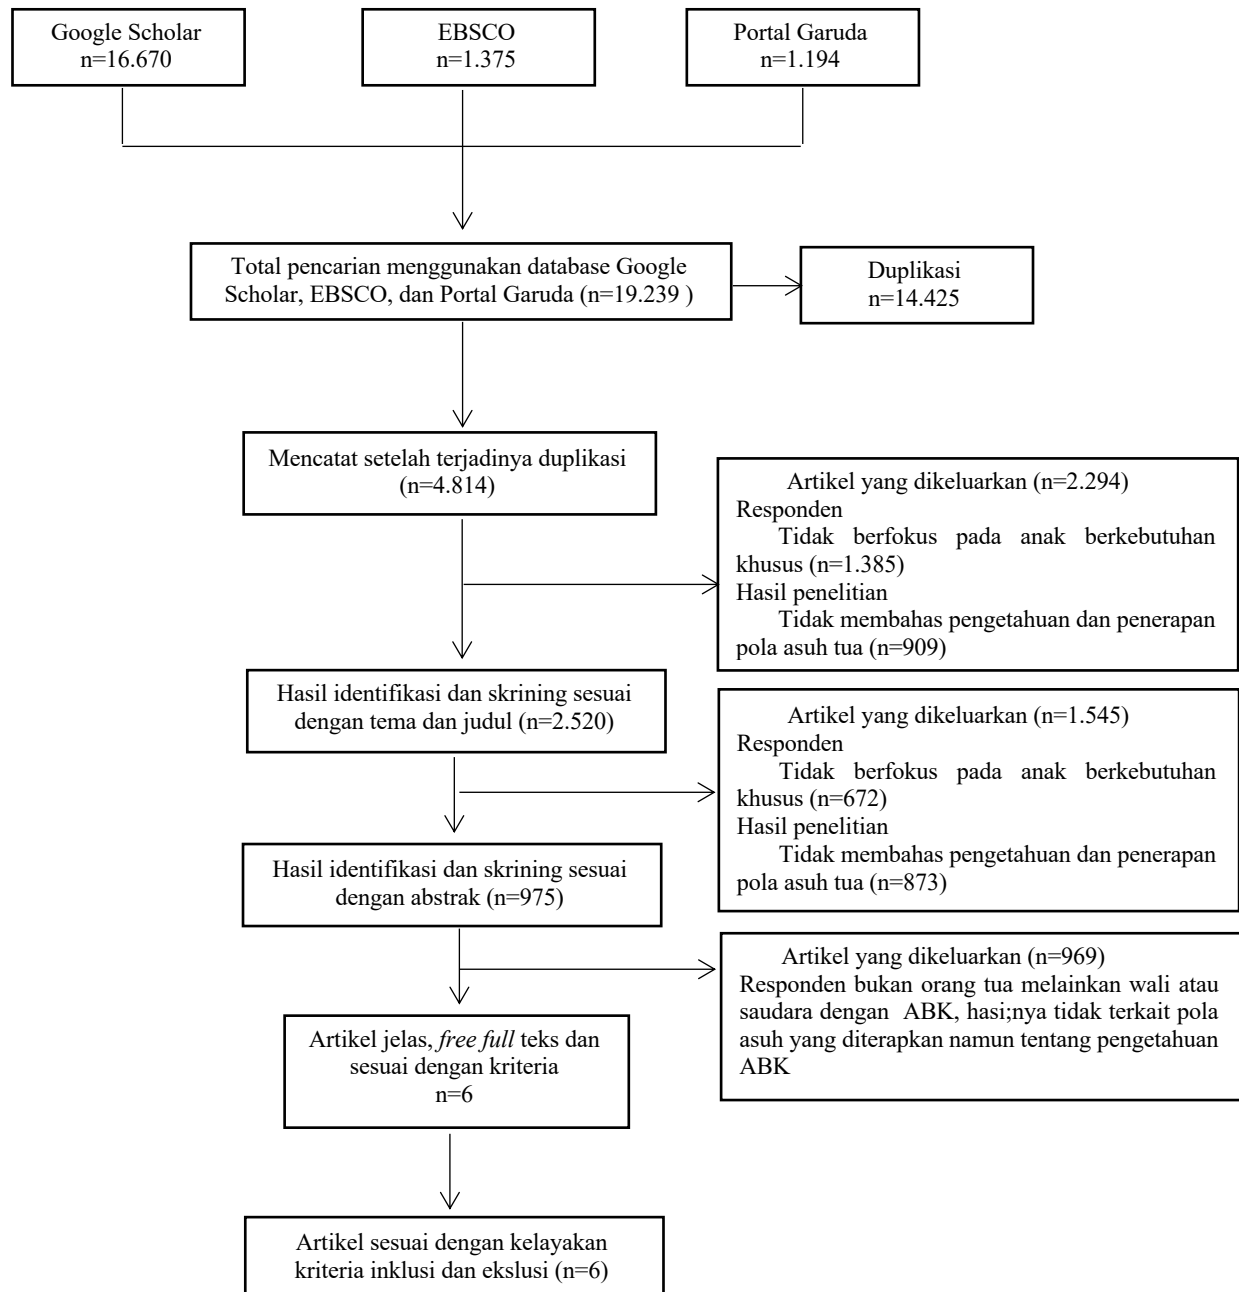 Google Scholar
n=16.670
EBSCO
n=1.375
Portal Garuda
n=1.194
Total pencarian menggunakan database Google
Scholar, EBSCO, dan Portal Garuda (n=19.239 )
Duplikasi
n=14.425
Mencatat setelah terjadinya duplikasi
(n=4.814)
Artikel yang dikeluarkan (n=2.294)
Responden
Tidak berfokus pada anak berkebutuhan
khusus (n=1.385)
Hasil penelitian
Tidak membahas pengetahuan dan penerapan
pola asuh tua (n=909)
Hasil identifikasi dan skrining sesuai
dengan tema dan judul (n=2.520)
Artikel yang dikeluarkan (n=1.545)
Responden
Tidak berfokus pada anak berkebutuhan
khusus (n=672)
Hasil penelitian
Tidak membahas pengetahuan dan penerapan
pola asuh tua (n=873)
Hasil identifikasi dan skrining sesuai
dengan abstrak (n=975)
Artikel yang dikeluarkan (n=969)
Responden bukan orang tua melainkan wali atau
saudara dengan ABK, hasi;nya tidak terkait pola
asuh yang diterapkan namun tentang pengetahuan
ABK
Artikel jelas, free full teks dan
sesuai dengan kriteria
n=6
Artikel sesuai dengan kelayakan
kriteria inklusi dan ekslusi (n=6)